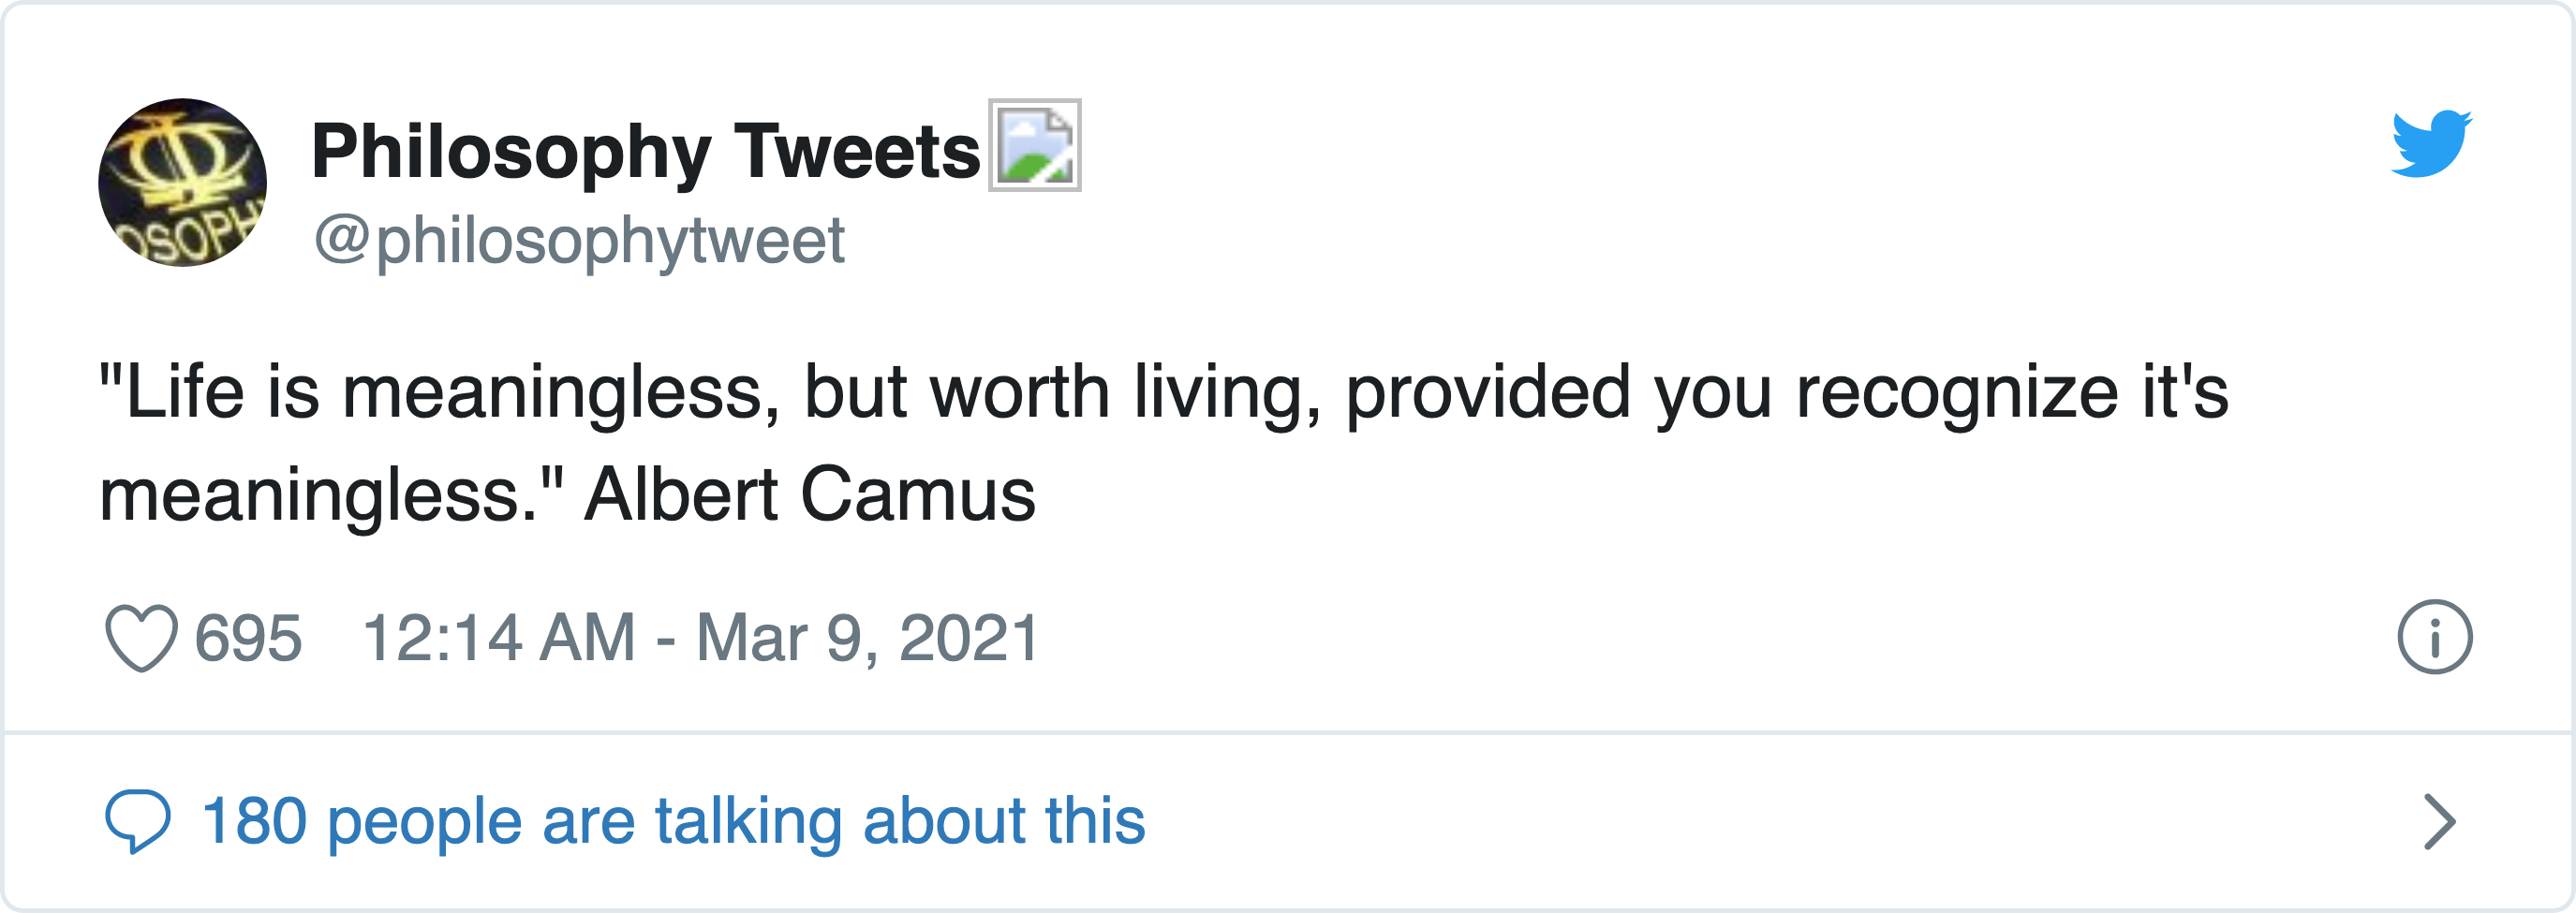 Philosophy Tweets
@philosophytweet
OSOPH
"Life is meaningless, but worth living, provided you recognize it's
meaningless." Albert Camus
695 12:14 AM - Mar 9, 2021
180 people are talking about this